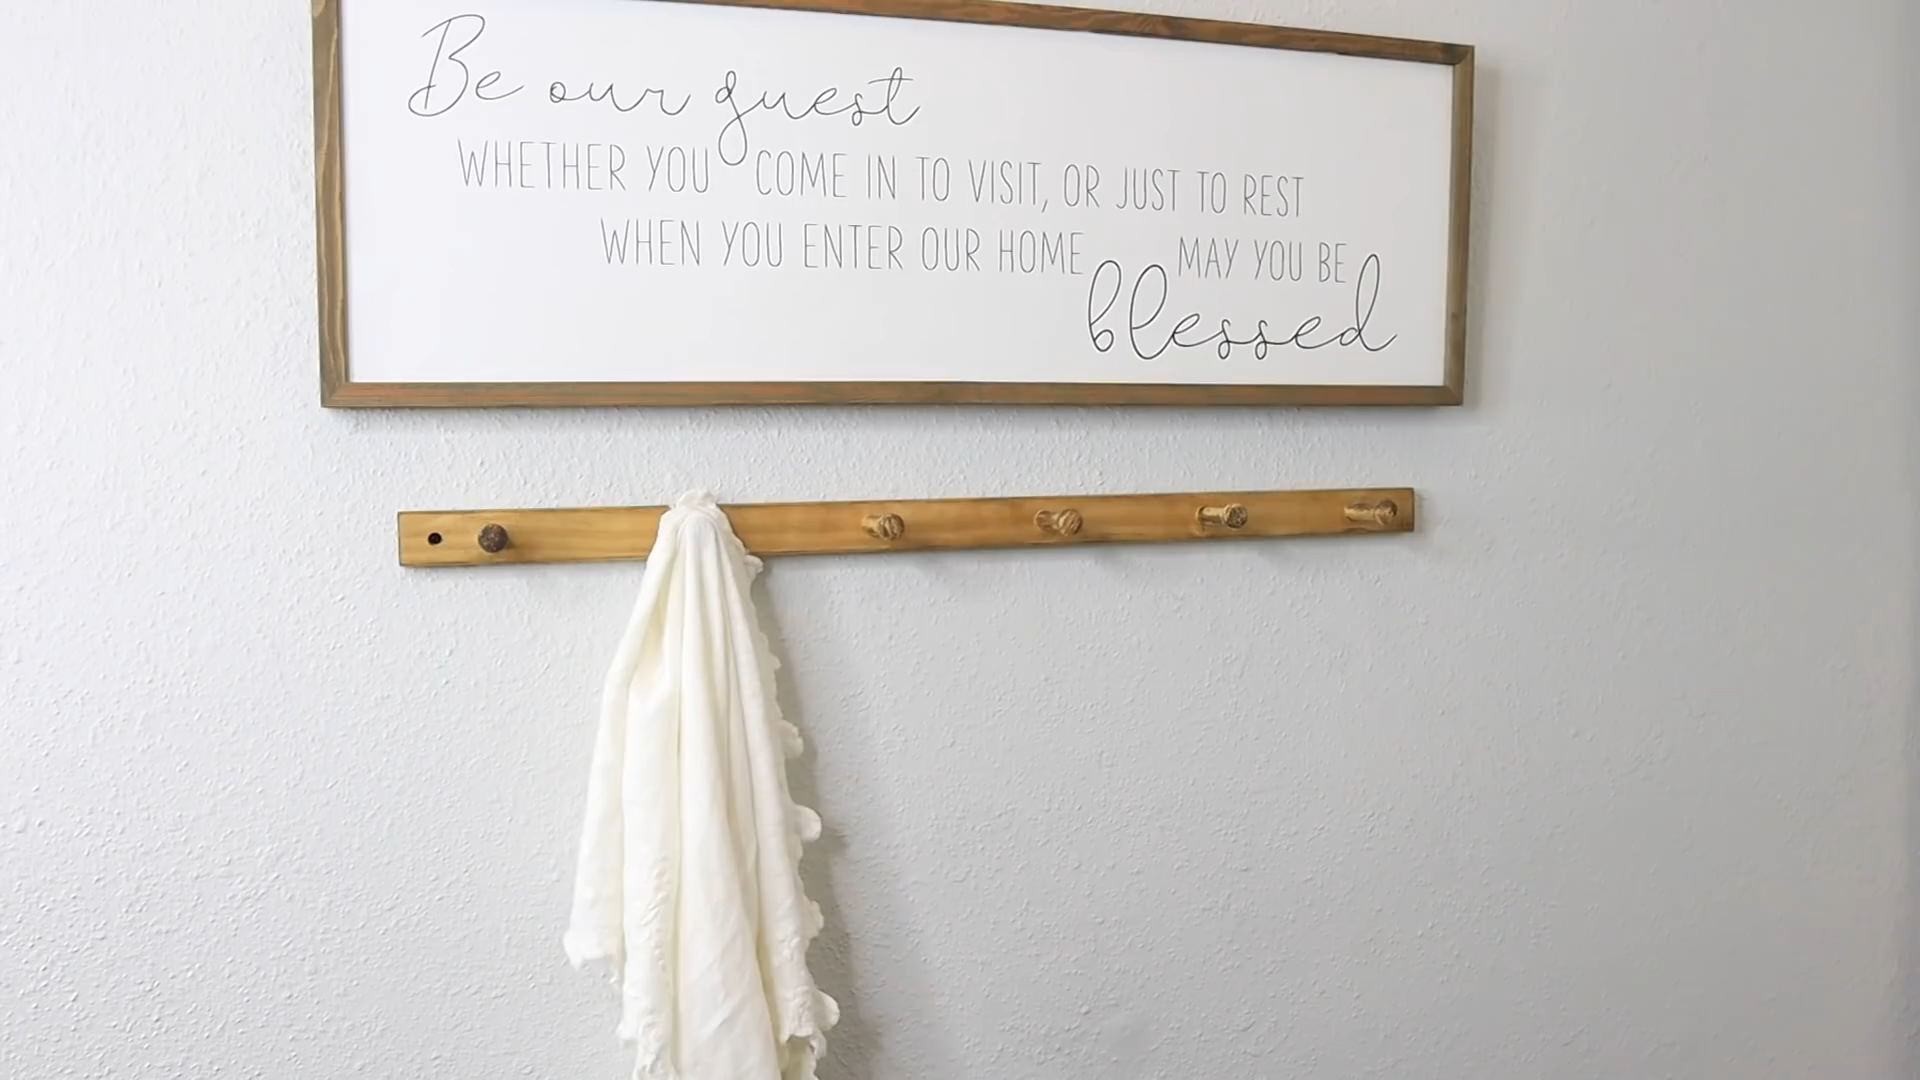 Be our guest
WHETHER YOU COME IN TO VISIT, OR JUST TO REST
WHEN YOU ENTER OUR HOME MAY YOU BE
blessed